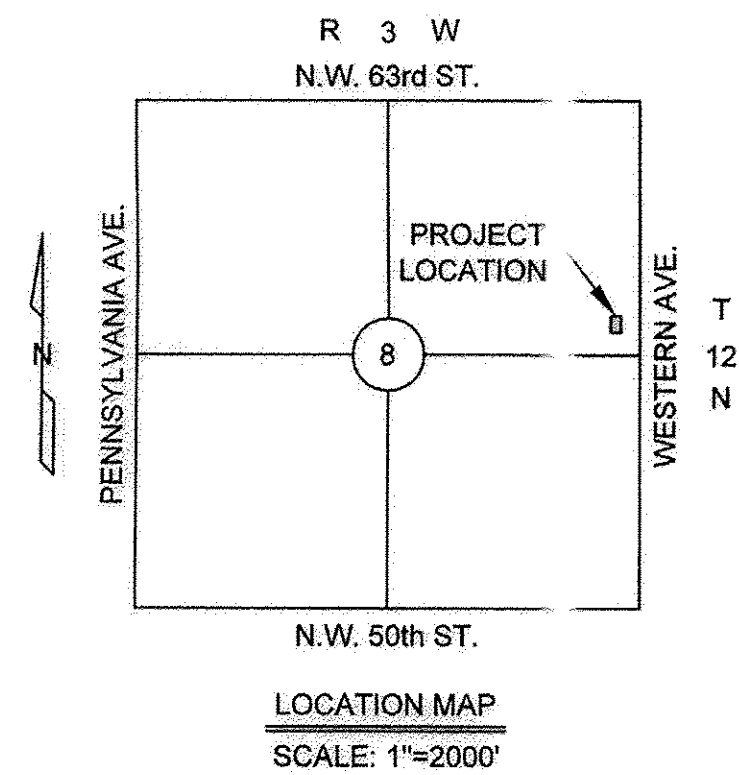 R 3 W
N.W. 63rd ST.
PENNSYLVANIA AVE.
PROJECT
LOCATION
WESTERN AVE.
T
12
N
N
8
N.W. 50th ST.
LOCATION MAP
SCALE: 1"=2000'